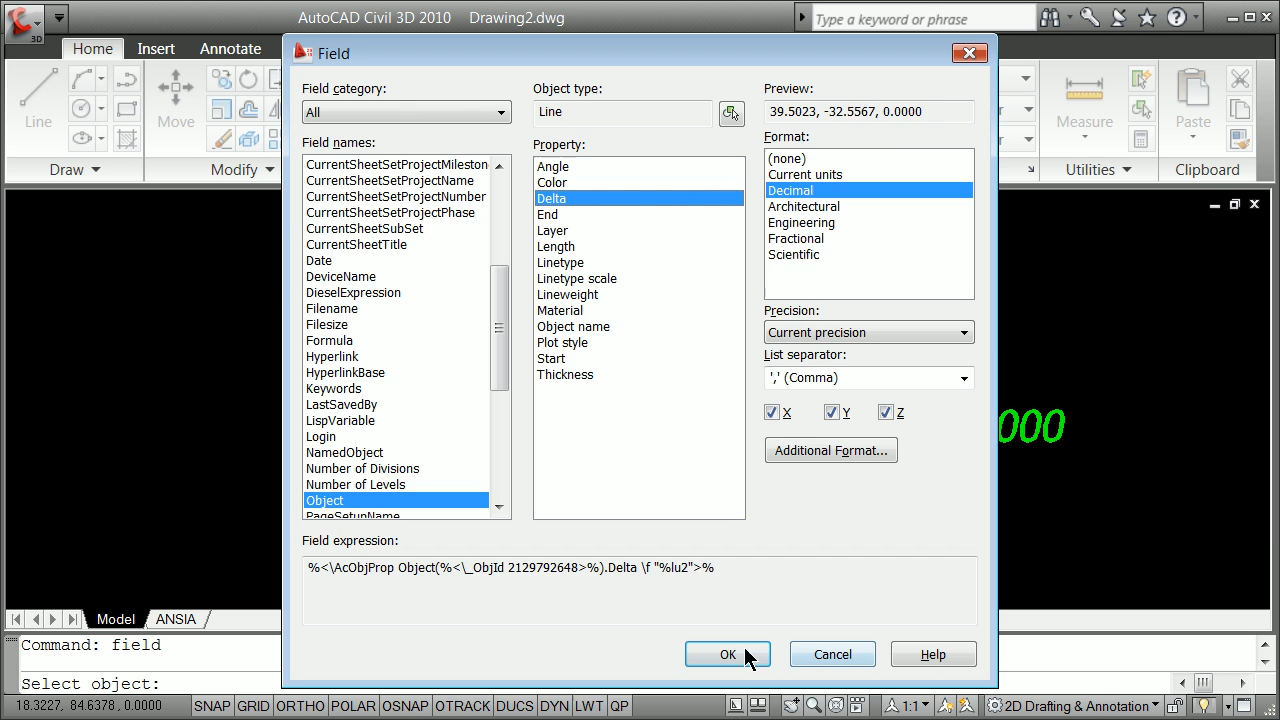 AutoCAD Civil 3D 2010 Drawing2.dwg
Type a keyword or phrase
3D
Home Insert Annotate
Line
Move
Draw
Modify
Measure
Paste
Utilities
Clipboard
Field
Field category:
All
Field names:
CurrentSheetSetProjectMileston
CurrentSheetSetProjectName
CurrentSheetSetProjectNumber
CurrentSheetSetProjectPhase
CurrentSheetSubSet
CurrentSheetTitle
Date
DeviceName
DieselExpression
Filename
Filesize
Formula
Hyperlink
HyperlinkBase
Keywords
LastSavedBy
LispVariable
Login
NamedObject
Number of Divisions
Number of Levels
Object
PageSetupName
Object type:
Line
Property:
Angle
Color
Delta
End
Layer
Length
Linetype
Linetype scale
Lineweight
Material
Object name
Plot style
Start
Thickness
Preview:
39.5023, -32.5567, 0.0000
Format:
(none)
Current units
Decimal
Architectural
Engineering
Fractional
Scientific
Precision:
Current precision
List separator:
',' (Comma)
X Y Z
Additional Format...
000
Field expression:
%<\AcObjProp Object(%<\_ObjId 2129792648>%).Delta \f "%lu2">%
OK Cancel Help
Model ANSIA
Command: field
Select object:
18.3227, 84.6378, 0.0000 SNAP GRID ORTHO POLAR OSNAP OTRACK DUCS DYN LWT QP 1:1 2D Drafting & Annotation